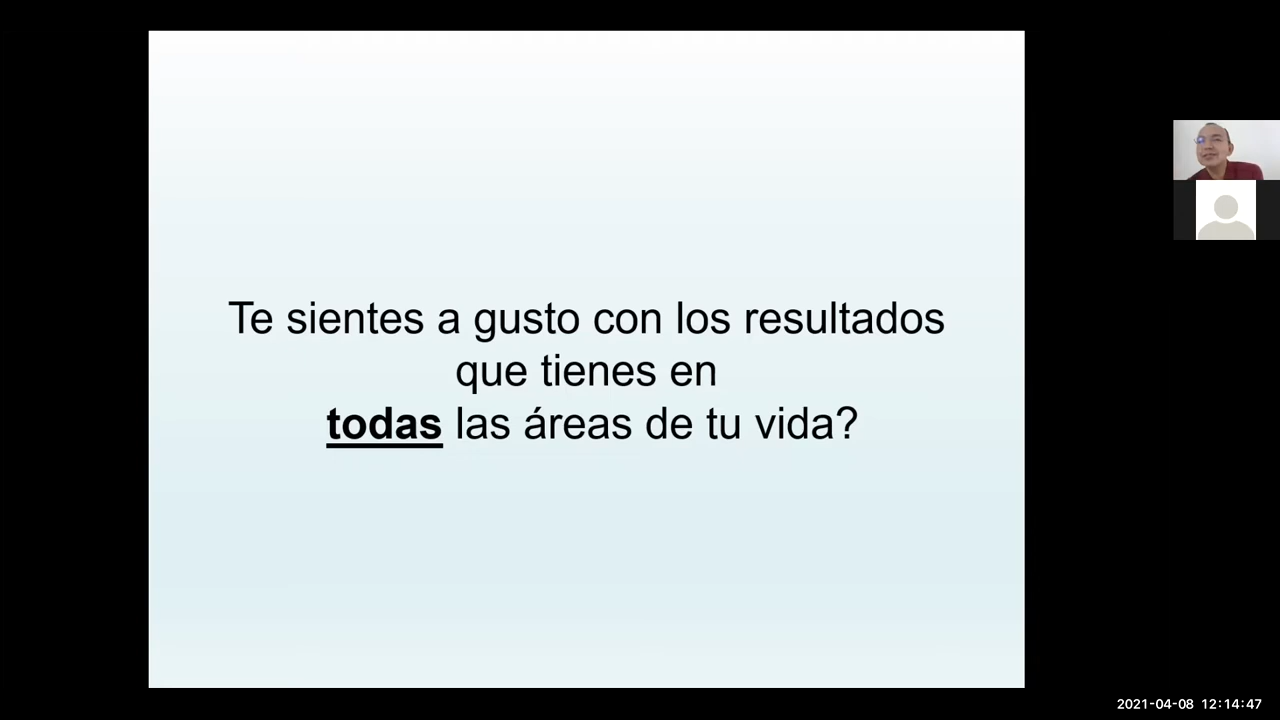 Te sientes a gusto con los resultados
que tienes en
todas las áreas de tu vida?
2021-04-08 12:14:47